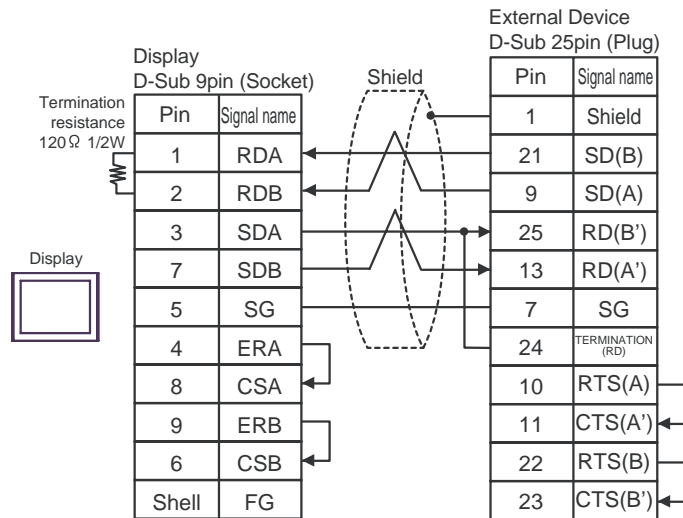 External Device
D-Sub 25pin (Plug)
Display
D-Sub 9pin (Socket)
Shield
Termination
resistance
120Ω 1/2W
Pin Signal name
1 RDA
2 RDB
3 SDA
7 SDB
5 SG
4 ERA
8 CSA
9 ERB
6 CSB
Shell FG
Display
Pin Signal name
1 Shield
21 SD(B)
9 SD(A)
25 RD(B’)
13 RD(A’)
7 SG
24 TERMINATION
(RD)
10 RTS(A)
11 CTS(A’)
22 RTS(B)
23 CTS(B’)